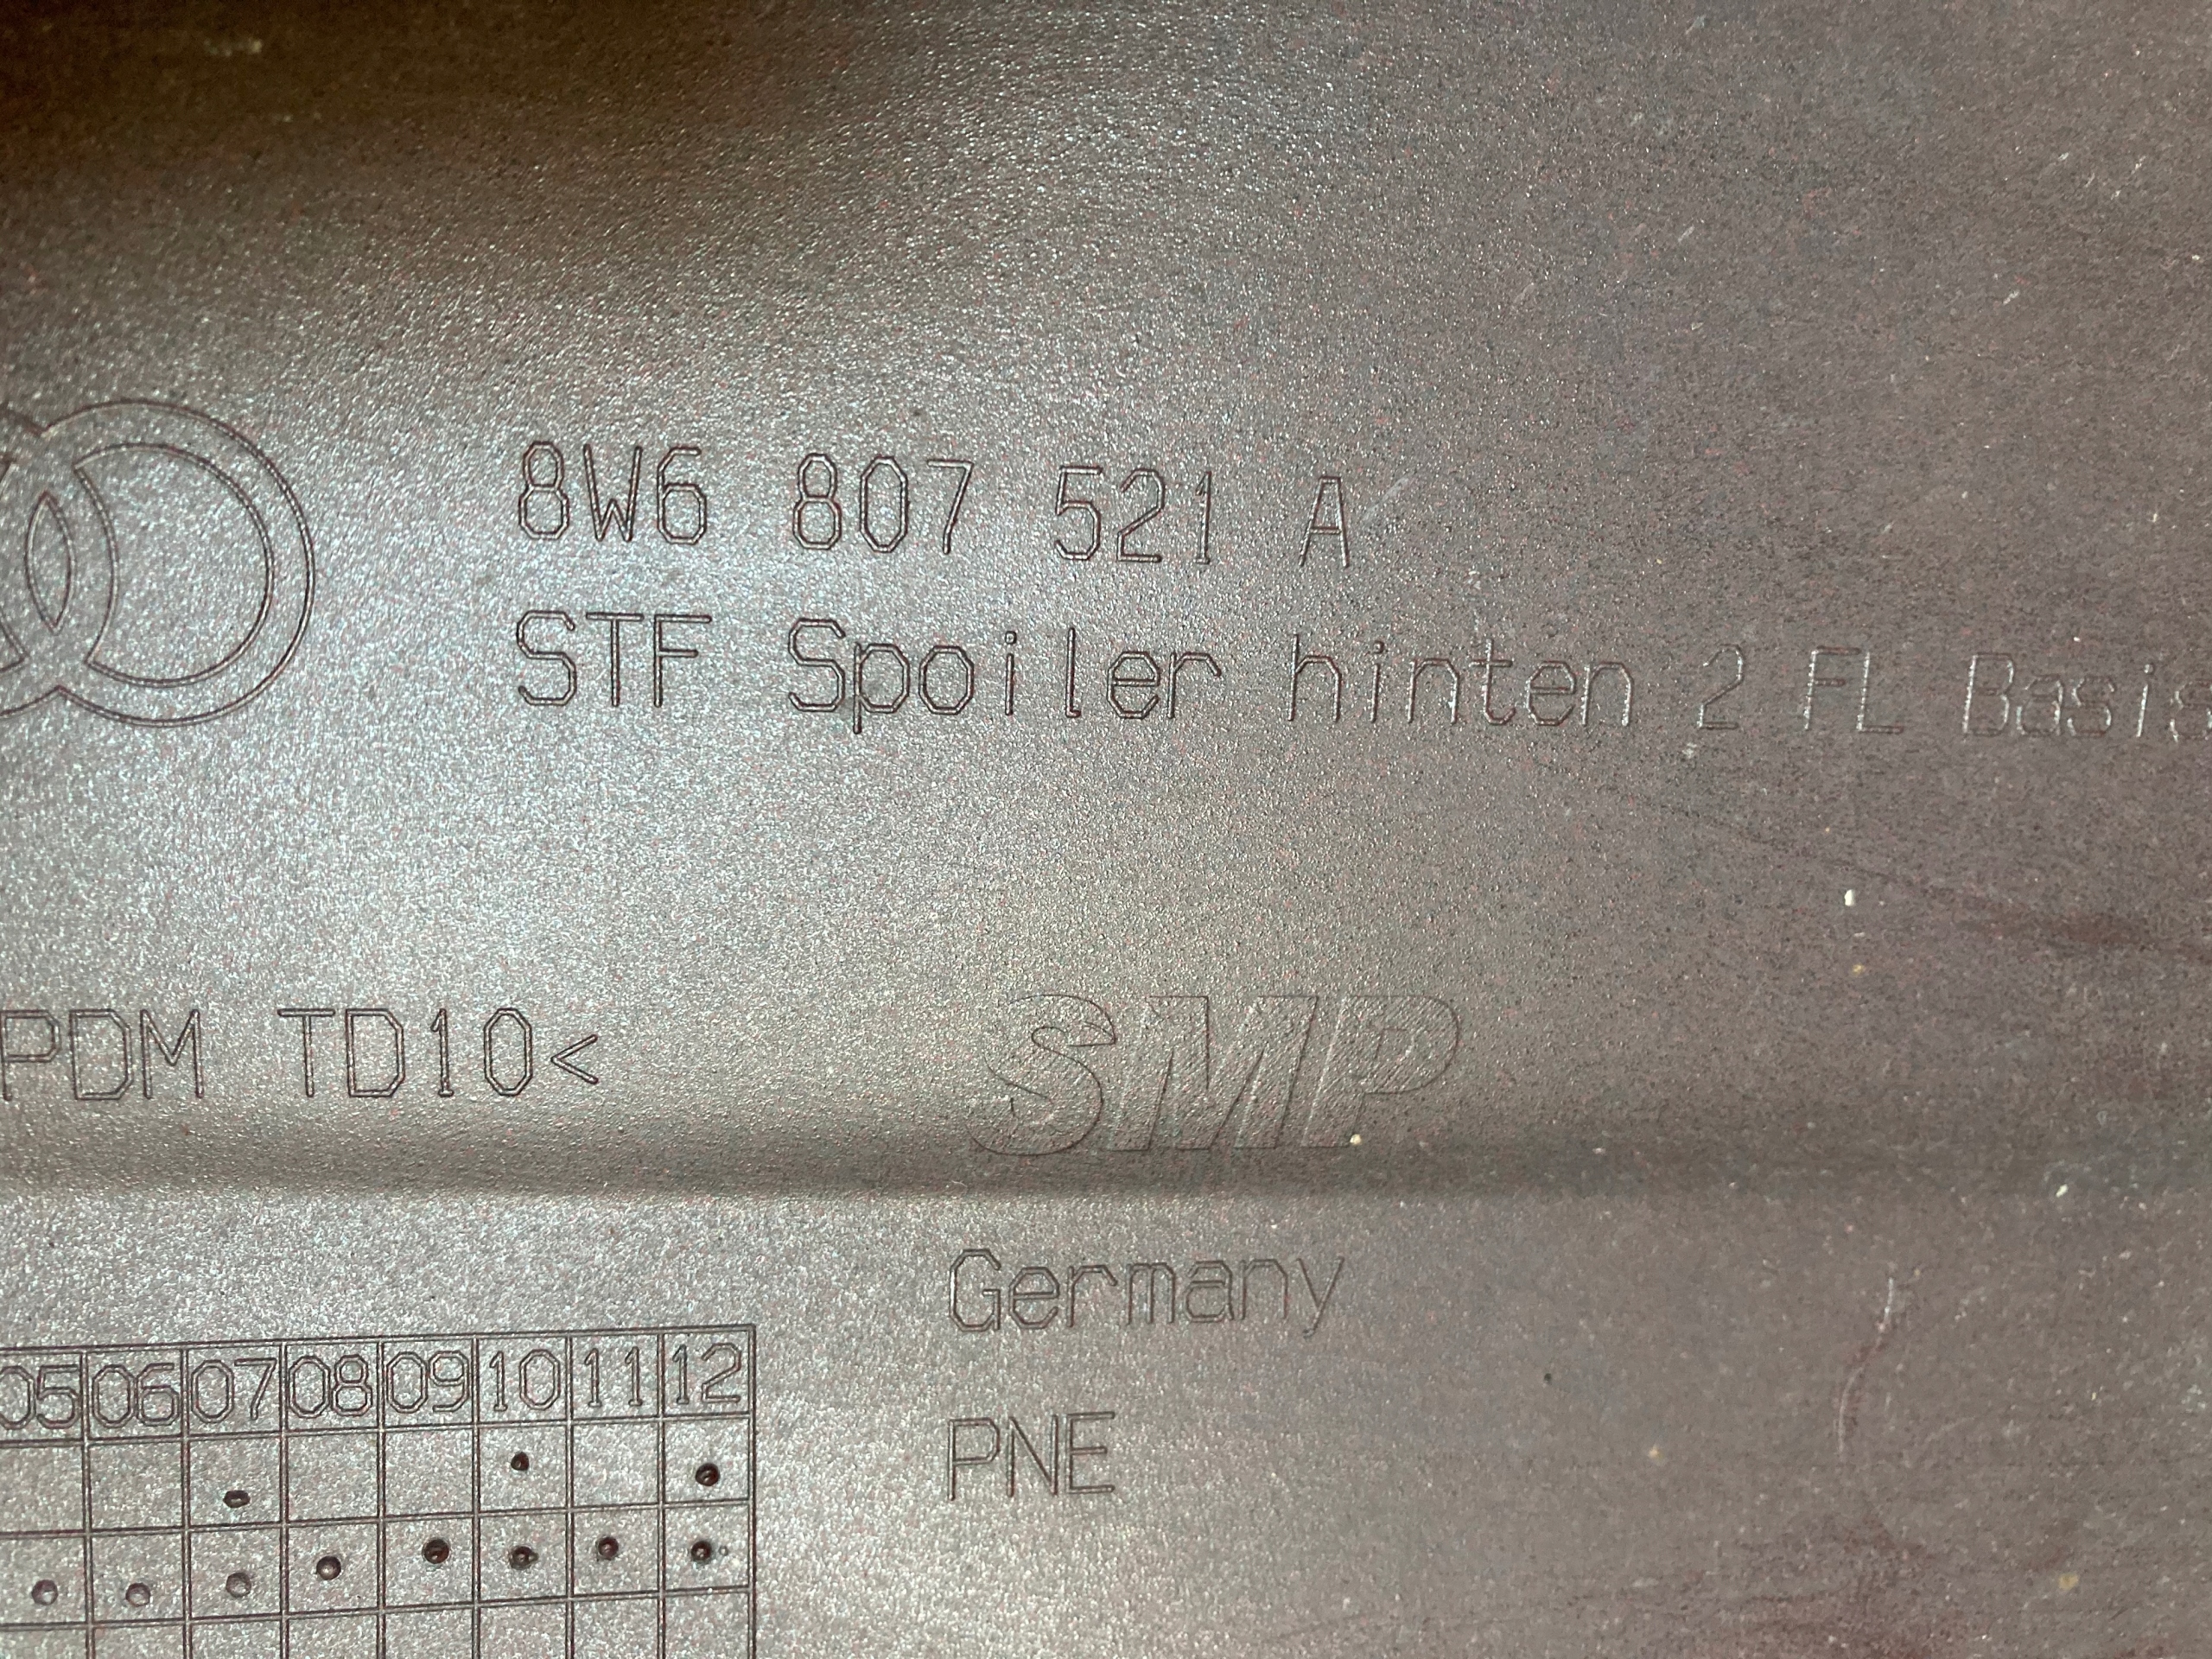 8W6 807 521 A
STF Spoiler hinten 2 FL Basis
PDM TD10<
SMP
Germany
PNE
05 06 07 08 09 10 11 12